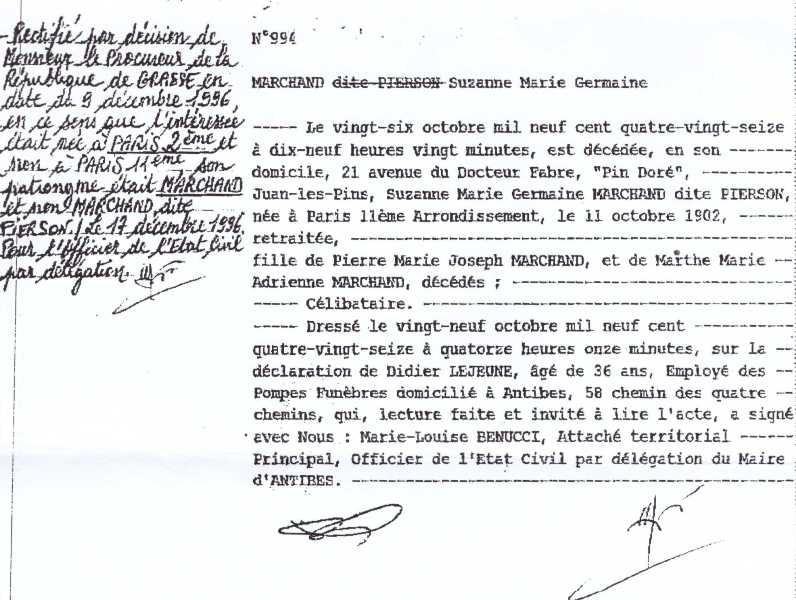 - Rectifié par décision de
Monsieur le Procureur de la
République de GRASSE en
date du 9 décembre 1996,
en ce sens que l'intéressée
était née à PARIS 2ème et
non à PARIS 11ème son
patronyme était MARCHAND
et non MARCHAND dite
PIERSON./. Le 17 décembre 1996.
Pour l'Officier de l'Etat Civil
par délégation.
N°994
MARCHAND dite PIERSON Suzanne Marie Germaine
----- Le vingt-six octobre mil neuf cent quatre-vingt-seize
à dix-neuf heures vingt minutes, est décédée, en son -------
domicile, 21 avenue du Docteur Fabre, "Pin Doré", -------
Juan-les-Pins, Suzanne Marie Germaine MARCHAND dite PIERSON,
née à Paris 11ème Arrondissement, le 11 octobre 1902, ------
retraitée, -------------------------------------------------
fille de Pierre Marie Joseph MARCHAND, et de Marthe Marie --
Adrienne MARCHAND, décédés ; -------------------------------
----- Célibataire. -----------------------------------------
----- Dressé le vingt-neuf octobre mil neuf cent -----------
quatre-vingt-seize à quatorze heures onze minutes, sur la --
déclaration de Didier LEJEUNE, âgé de 36 ans, Employé des --
Pompes Funèbres domicilié à Antibes, 58 chemin des quatre --
chemins, qui, lecture faite et invité à lire l'acte, a signé
avec Nous : Marie-Louise BENUCCI, Attaché territorial ------
Principal, Officier de l'Etat Civil par délégation du Maire
d'ANTIBES. -------------------------------------------------